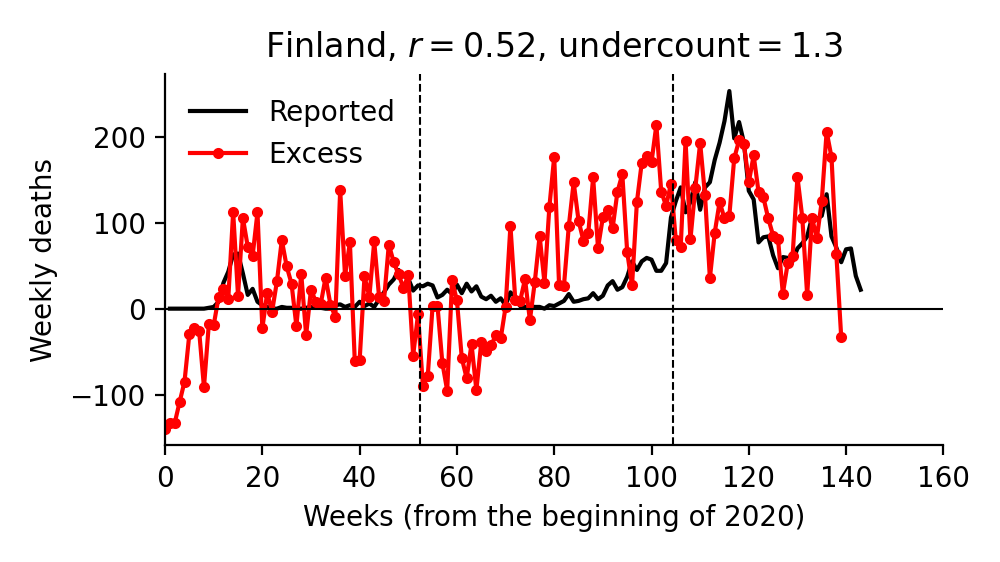 Finland, r = 0.52, undercount = 1.3
Reported
Excess
Weekly deaths
200
100
0
−100
0 20 40 60 80 100 120 140 160
Weeks (from the beginning of 2020)